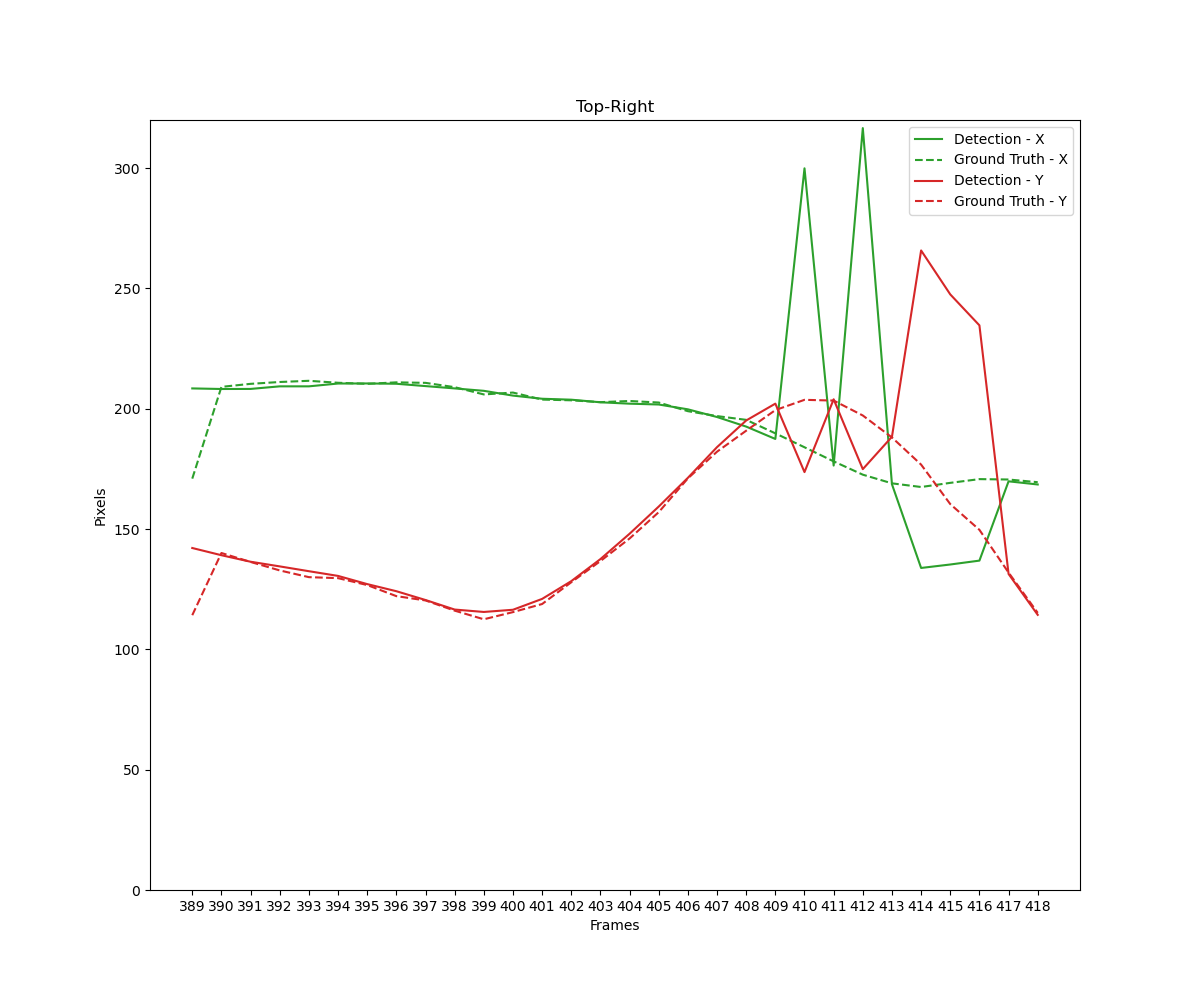 Top-Right
Detection - X
Ground Truth - X
Detection - Y
Ground Truth - Y
300
250
200
150
100
50
0
Pixels
389 390 391 392 393 394 395 396 397 398 399 400 401 402 403 404 405 406 407 408 409 410 411 412 413 414 415 416 417 418
Frames